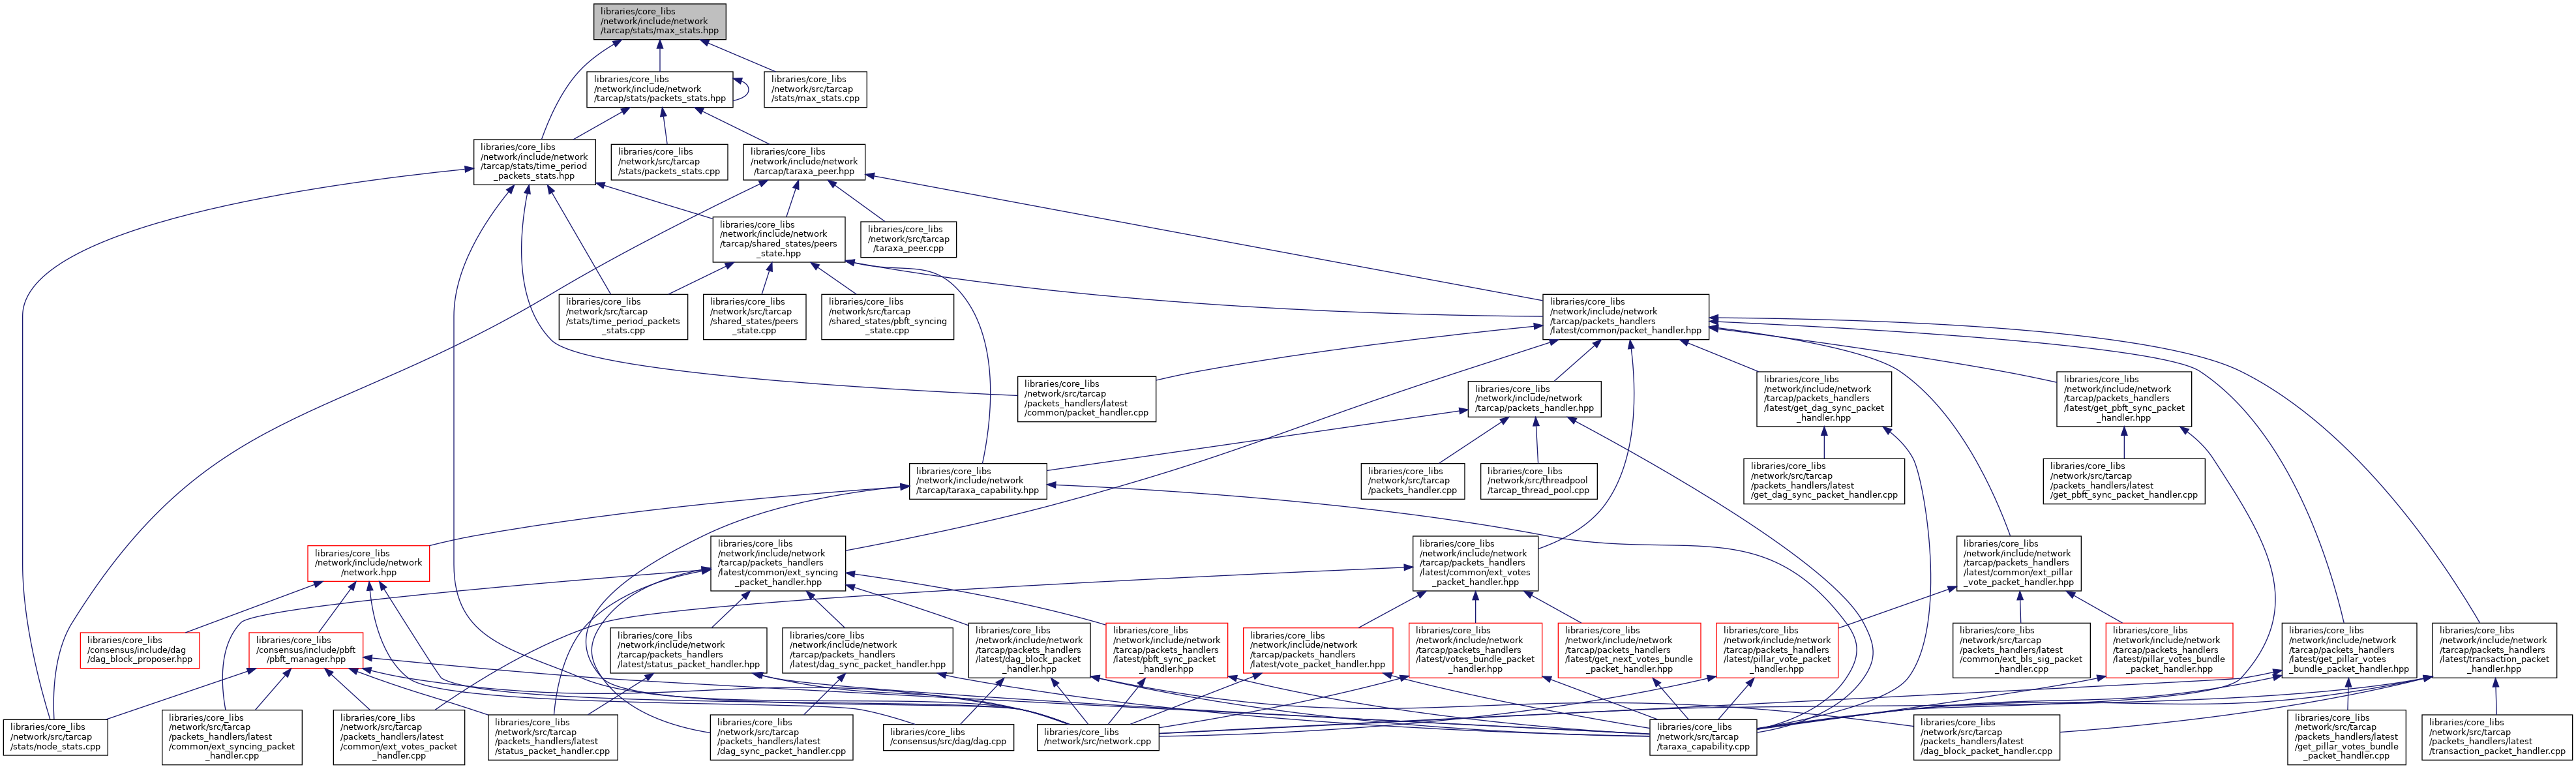 libraries/core_libs
/network/include/network
/tarcap/stats/max_stats.hpp
libraries/core_libs
/network/include/network
/tarcap/stats/packets_stats.hpp
libraries/core_libs
/network/src/tarcap
/stats/max_stats.cpp
libraries/core_libs
/network/include/network
/tarcap/stats/time_period
_packets_stats.hpp
libraries/core_libs
/network/src/tarcap
/stats/packets_stats.cpp
libraries/core_libs
/network/include/network
/tarcap/taraxa_peer.hpp
libraries/core_libs
/network/include/network
/tarcap/shared_states/peers
_state.hpp
libraries/core_libs
/network/src/tarcap
/taraxa_peer.cpp
libraries/core_libs
/network/src/tarcap
/stats/time_period_packets
_stats.cpp
libraries/core_libs
/network/src/tarcap
/shared_states/peers
_state.cpp
libraries/core_libs
/network/src/tarcap
/shared_states/pbft_syncing
_state.cpp
libraries/core_libs
/network/include/network
/tarcap/packets_handlers
/latest/common/packet_handler.hpp
libraries/core_libs
/network/src/tarcap
/packets_handlers/latest
/common/packet_handler.cpp
libraries/core_libs
/network/include/network
/tarcap/packets_handler.hpp
libraries/core_libs
/network/include/network
/tarcap/packets_handlers
/latest/get_dag_sync_packet
_handler.hpp
libraries/core_libs
/network/include/network
/tarcap/packets_handlers
/latest/get_pbft_sync_packet
_handler.hpp
libraries/core_libs
/network/include/network
/tarcap/taraxa_capability.hpp
libraries/core_libs
/network/src/tarcap
/packets_handler.cpp
libraries/core_libs
/network/src/threadpool
/tarcap_thread_pool.cpp
libraries/core_libs
/network/src/tarcap
/packets_handlers/latest
/get_dag_sync_packet_handler.cpp
libraries/core_libs
/network/src/tarcap
/packets_handlers/latest
/get_pbft_sync_packet_handler.cpp
libraries/core_libs
/network/include/network
/network.hpp
libraries/core_libs
/network/include/network
/tarcap/packets_handlers
/latest/common/ext_syncing
_packet_handler.hpp
libraries/core_libs
/network/include/network
/tarcap/packets_handlers
/latest/common/ext_votes
_packet_handler.hpp
libraries/core_libs
/network/include/network
/tarcap/packets_handlers
/latest/common/ext_pillar
_vote_packet_handler.hpp
libraries/core_libs
/consensus/include/dag
/dag_block_proposer.hpp
libraries/core_libs
/consensus/include/pbft
/pbft_manager.hpp
libraries/core_libs
/network/include/network
/tarcap/packets_handlers
/latest/status_packet_handler.hpp
libraries/core_libs
/network/include/network
/tarcap/packets_handlers
/latest/dag_sync_packet_handler.hpp
libraries/core_libs
/network/include/network
/tarcap/packets_handlers
/latest/dag_block_packet
_handler.hpp
libraries/core_libs
/network/include/network
/tarcap/packets_handlers
/latest/pbft_sync_packet
_handler.hpp
libraries/core_libs
/network/include/network
/tarcap/packets_handlers
/latest/vote_packet_handler.hpp
libraries/core_libs
/network/include/network
/tarcap/packets_handlers
/latest/votes_bundle_packet
_handler.hpp
libraries/core_libs
/network/include/network
/tarcap/packets_handlers
/latest/get_next_votes_bundle
_packet_handler.hpp
libraries/core_libs
/network/include/network
/tarcap/packets_handlers
/latest/pillar_vote_packet
_handler.hpp
libraries/core_libs
/network/src/tarcap
/packets_handlers/latest
/common/ext_bls_sig_packet
_handler.cpp
libraries/core_libs
/network/include/network
/tarcap/packets_handlers
/latest/pillar_votes_bundle
_packet_handler.hpp
libraries/core_libs
/network/include/network
/tarcap/packets_handlers
/latest/get_pillar_votes
_bundle_packet_handler.hpp
libraries/core_libs
/network/include/network
/tarcap/packets_handlers
/latest/transaction_packet
_handler.hpp
libraries/core_libs
/network/src/tarcap
/stats/node_stats.cpp
libraries/core_libs
/network/src/tarcap
/packets_handlers/latest
/common/ext_syncing_packet
_handler.cpp
libraries/core_libs
/network/src/tarcap
/packets_handlers/latest
/common/ext_votes_packet
_handler.cpp
libraries/core_libs
/network/src/tarcap
/packets_handlers/latest
/status_packet_handler.cpp
libraries/core_libs
/network/src/tarcap
/packets_handlers/latest
/dag_sync_packet_handler.cpp
libraries/core_libs
/consensus/src/dag/dag.cpp
libraries/core_libs
/network/src/network.cpp
libraries/core_libs
/network/src/tarcap
/taraxa_capability.cpp
libraries/core_libs
/network/src/tarcap
/packets_handlers/latest
/dag_block_packet_handler.cpp
libraries/core_libs
/network/src/tarcap
/packets_handlers/latest
/get_pillar_votes_bundle
_packet_handler.cpp
libraries/core_libs
/network/src/tarcap
/packets_handlers/latest
/transaction_packet_handler.cpp